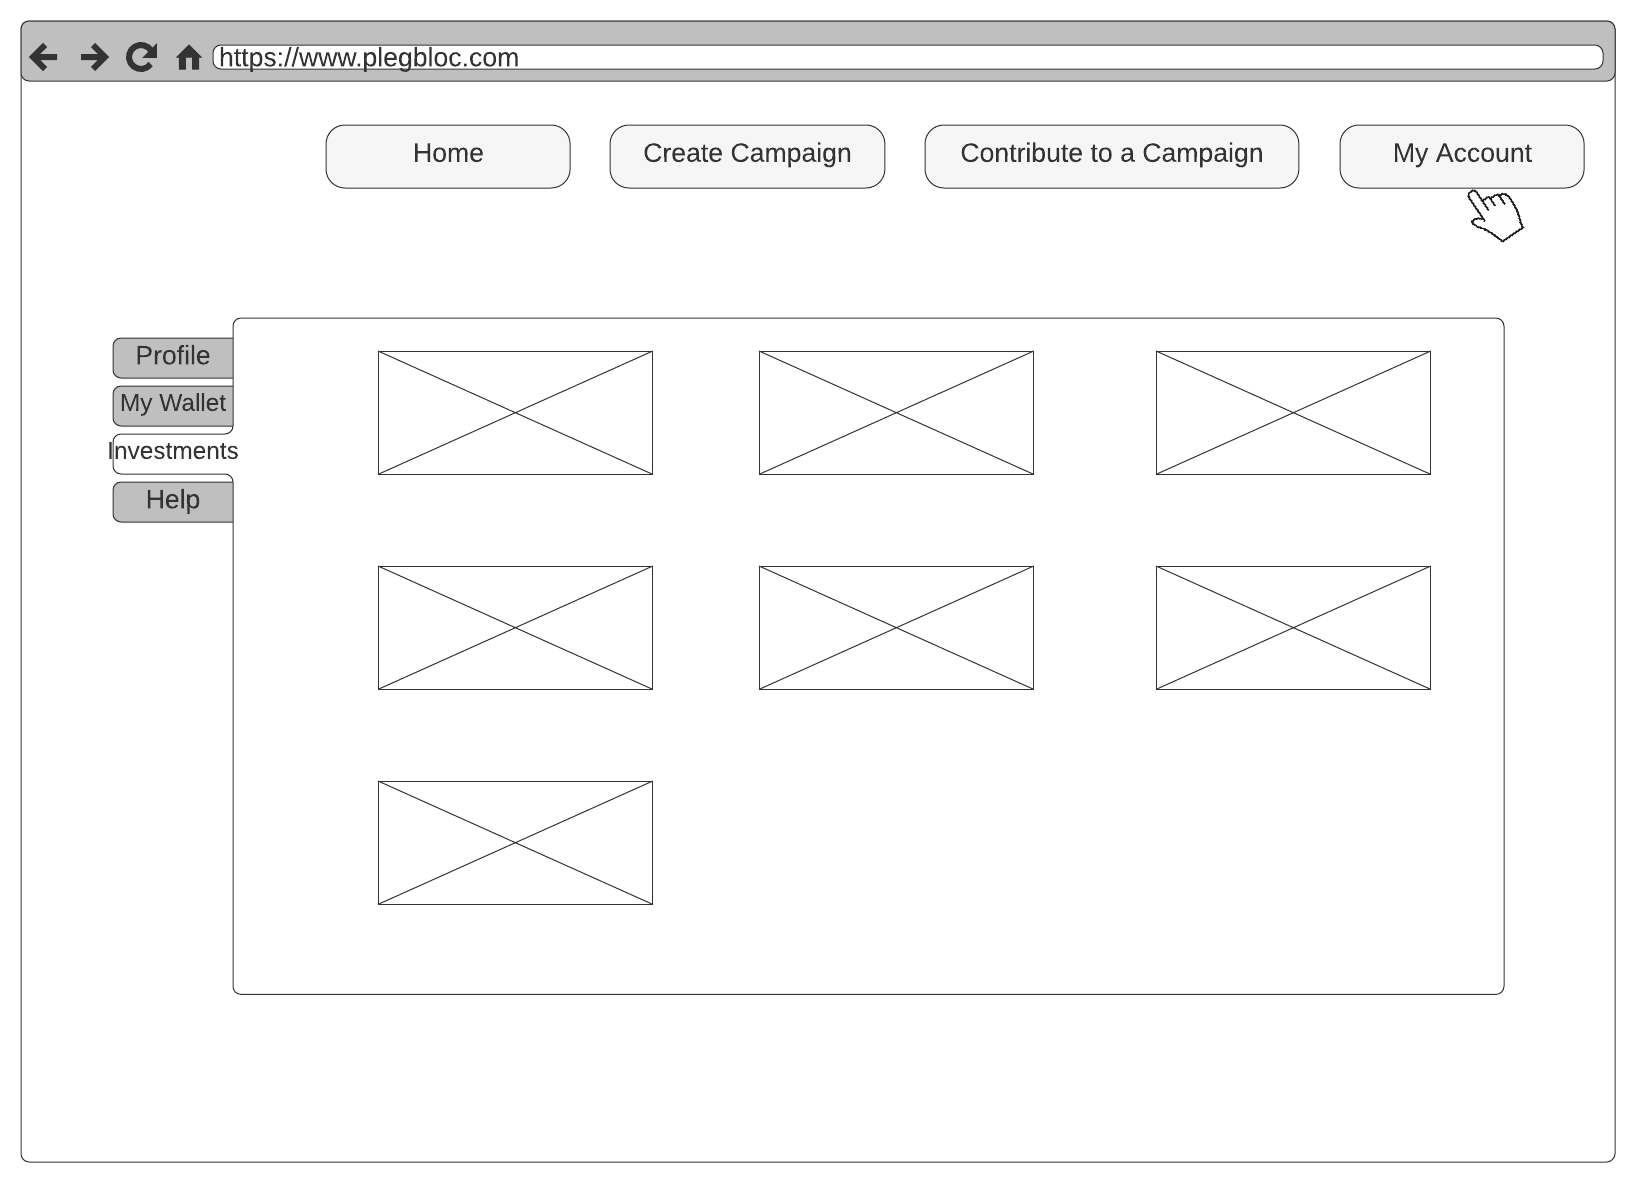 https://www.plegbloc.com
Home
Create Campaign
Contribute to a Campaign
My Account
Profile
My Wallet
Investments
Help